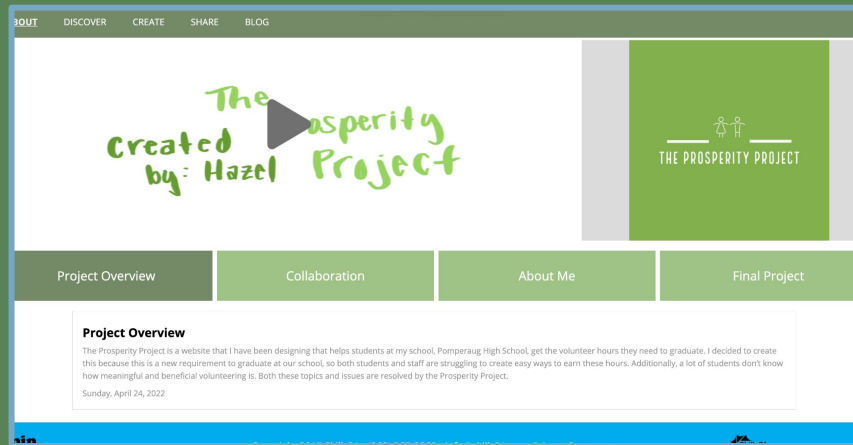 ABOUT DISCOVER CREATE SHARE BLOG
The
Created
by: Hazel Project
THE PROSPERITY PROJECT
Project Overview Collaboration About Me Final Project
Project Overview
The Prosperity Project is a website that I have been designing that helps students at my school, Pomperaug High School, get the volunteer hours they need to graduate. I decided to create
this because this is a new requirement to graduate at our school, so both students and staff are struggling to create easy ways to earn these hours. Additionally, a lot of students don't know
how meaningful and beneficial volunteering is. Both these topics and issues are resolved by the Prosperity Project.
Sunday, April 24, 2022